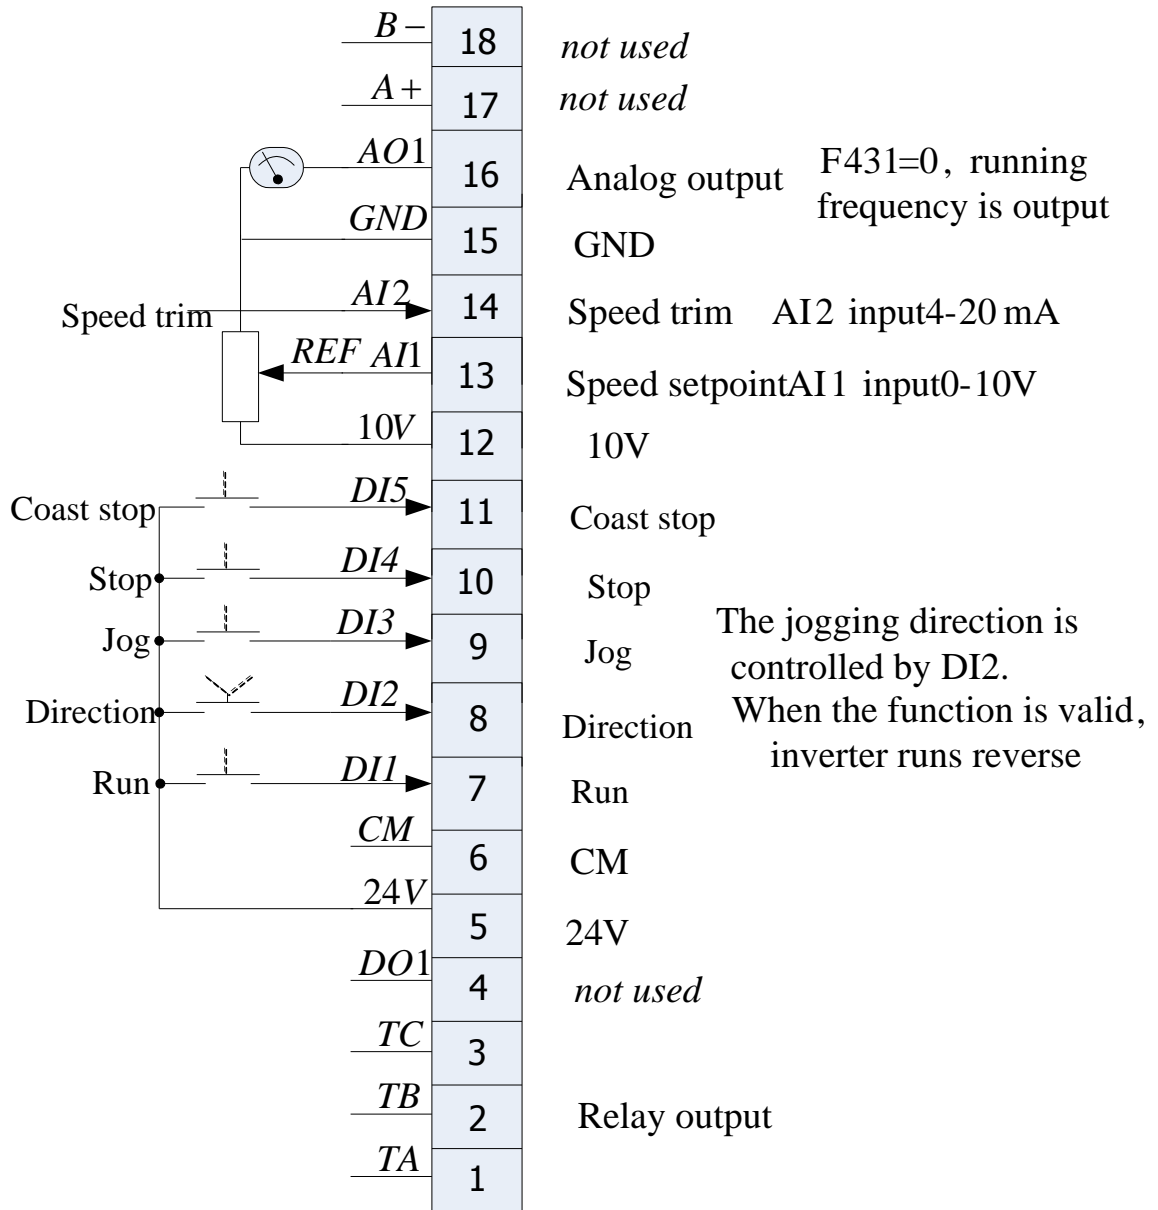 B − 18 not used
A + 17 not used
AO1 16 Analog output F431=0, running
frequency is output
GND 15 GND
Speed trim AI2 14 Speed trim AI2 input4-20 mA
REF AI1 13 Speed setpointAI1 input0-10V
10V 12 10V
Coast stop DI5 11 Coast stop
Stop DI4 10 Stop
Jog DI3 9 Jog
The jogging direction is
controlled by DI2.
Direction DI2 8 Direction When the function is valid,
inverter runs reverse
Run DI1 7 Run
CM 6 CM
24V 5 24V
DO1 4 not used
TC 3
TB 2 Relay output
TA 1